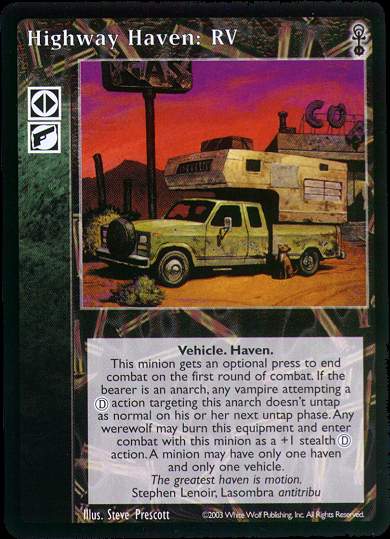 Highway Haven: RV
GAS
CO
Vehicle. Haven.
This minion gets an optional press to end
combat on the first round of combat. If the
bearer is an anarch, any vampire attempting a
Ⓓ action targeting this anarch doesn't untap
as normal on his or her next untap phase. Any
werewolf may burn this equipment and enter
combat with this minion as a +1 stealth Ⓓ
action. A minion may have only one haven
and only one vehicle.
The greatest haven is motion.
Stephen Lenoir, Lasombra antitribu
Illus. Steve Prescott
©2003 White Wolf Publishing, Inc. All Rights Reserved.